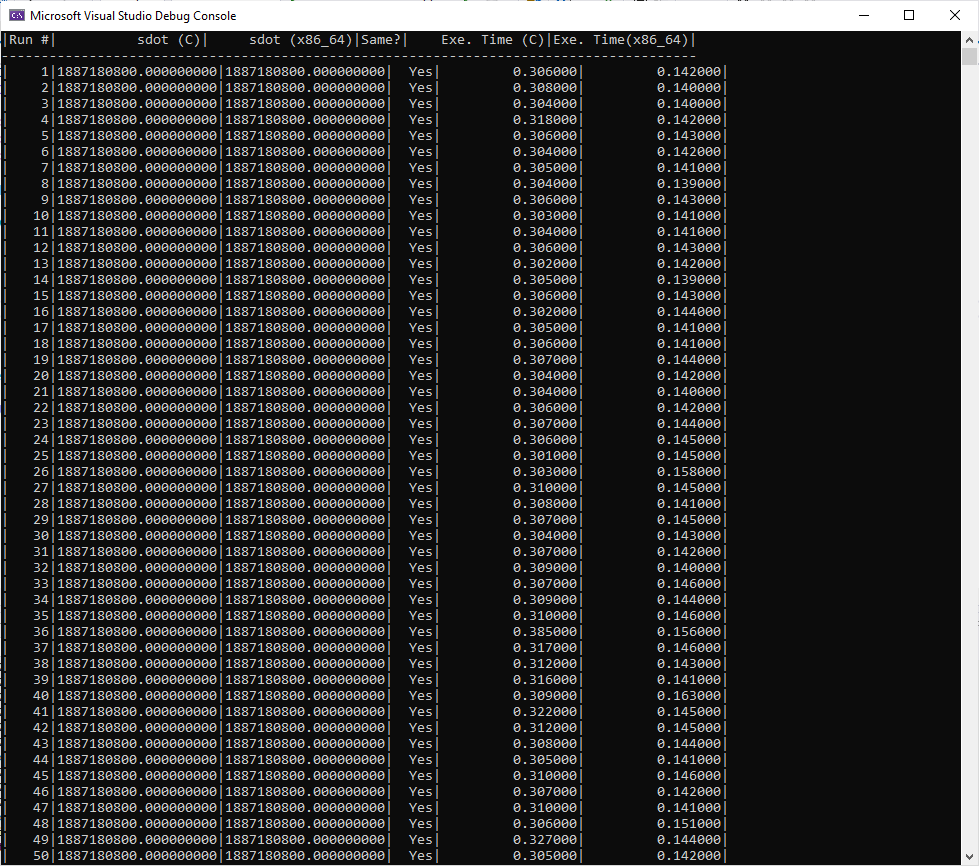 Microsoft Visual Studio Debug Console
|Run #|          sdot (C)|     sdot (x86_64)|Same?|    Exe. Time (C)|Exe. Time(x86_64)|
---------------------------------------------------------------------------------------
|    1|1887180800.000000000|1887180800.000000000|  Yes|         0.306000|         0.142000|
|    2|1887180800.000000000|1887180800.000000000|  Yes|         0.308000|         0.140000|
|    3|1887180800.000000000|1887180800.000000000|  Yes|         0.304000|         0.140000|
|    4|1887180800.000000000|1887180800.000000000|  Yes|         0.318000|         0.142000|
|    5|1887180800.000000000|1887180800.000000000|  Yes|         0.306000|         0.143000|
|    6|1887180800.000000000|1887180800.000000000|  Yes|         0.304000|         0.142000|
|    7|1887180800.000000000|1887180800.000000000|  Yes|         0.305000|         0.141000|
|    8|1887180800.000000000|1887180800.000000000|  Yes|         0.304000|         0.139000|
|    9|1887180800.000000000|1887180800.000000000|  Yes|         0.306000|         0.143000|
|   10|1887180800.000000000|1887180800.000000000|  Yes|         0.303000|         0.141000|
|   11|1887180800.000000000|1887180800.000000000|  Yes|         0.304000|         0.141000|
|   12|1887180800.000000000|1887180800.000000000|  Yes|         0.306000|         0.143000|
|   13|1887180800.000000000|1887180800.000000000|  Yes|         0.302000|         0.142000|
|   14|1887180800.000000000|1887180800.000000000|  Yes|         0.305000|         0.139000|
|   15|1887180800.000000000|1887180800.000000000|  Yes|         0.306000|         0.143000|
|   16|1887180800.000000000|1887180800.000000000|  Yes|         0.302000|         0.144000|
|   17|1887180800.000000000|1887180800.000000000|  Yes|         0.305000|         0.141000|
|   18|1887180800.000000000|1887180800.000000000|  Yes|         0.306000|         0.141000|
|   19|1887180800.000000000|1887180800.000000000|  Yes|         0.307000|         0.144000|
|   20|1887180800.000000000|1887180800.000000000|  Yes|         0.304000|         0.142000|
|   21|1887180800.000000000|1887180800.000000000|  Yes|         0.304000|         0.140000|
|   22|1887180800.000000000|1887180800.000000000|  Yes|         0.306000|         0.142000|
|   23|1887180800.000000000|1887180800.000000000|  Yes|         0.307000|         0.144000|
|   24|1887180800.000000000|1887180800.000000000|  Yes|         0.306000|         0.145000|
|   25|1887180800.000000000|1887180800.000000000|  Yes|         0.301000|         0.145000|
|   26|1887180800.000000000|1887180800.000000000|  Yes|         0.303000|         0.158000|
|   27|1887180800.000000000|1887180800.000000000|  Yes|         0.310000|         0.145000|
|   28|1887180800.000000000|1887180800.000000000|  Yes|         0.308000|         0.141000|
|   29|1887180800.000000000|1887180800.000000000|  Yes|         0.307000|         0.145000|
|   30|1887180800.000000000|1887180800.000000000|  Yes|         0.304000|         0.143000|
|   31|1887180800.000000000|1887180800.000000000|  Yes|         0.307000|         0.142000|
|   32|1887180800.000000000|1887180800.000000000|  Yes|         0.309000|         0.140000|
|   33|1887180800.000000000|1887180800.000000000|  Yes|         0.307000|         0.146000|
|   34|1887180800.000000000|1887180800.000000000|  Yes|         0.309000|         0.144000|
|   35|1887180800.000000000|1887180800.000000000|  Yes|         0.310000|         0.146000|
|   36|1887180800.000000000|1887180800.000000000|  Yes|         0.385000|         0.156000|
|   37|1887180800.000000000|1887180800.000000000|  Yes|         0.317000|         0.146000|
|   38|1887180800.000000000|1887180800.000000000|  Yes|         0.312000|         0.143000|
|   39|1887180800.000000000|1887180800.000000000|  Yes|         0.316000|         0.141000|
|   40|1887180800.000000000|1887180800.000000000|  Yes|         0.309000|         0.163000|
|   41|1887180800.000000000|1887180800.000000000|  Yes|         0.322000|         0.145000|
|   42|1887180800.000000000|1887180800.000000000|  Yes|         0.312000|         0.145000|
|   43|1887180800.000000000|1887180800.000000000|  Yes|         0.308000|         0.144000|
|   44|1887180800.000000000|1887180800.000000000|  Yes|         0.305000|         0.141000|
|   45|1887180800.000000000|1887180800.000000000|  Yes|         0.310000|         0.146000|
|   46|1887180800.000000000|1887180800.000000000|  Yes|         0.307000|         0.142000|
|   47|1887180800.000000000|1887180800.000000000|  Yes|         0.310000|         0.141000|
|   48|1887180800.000000000|1887180800.000000000|  Yes|         0.306000|         0.151000|
|   49|1887180800.000000000|1887180800.000000000|  Yes|         0.327000|         0.144000|
|   50|1887180800.000000000|1887180800.000000000|  Yes|         0.305000|         0.142000|